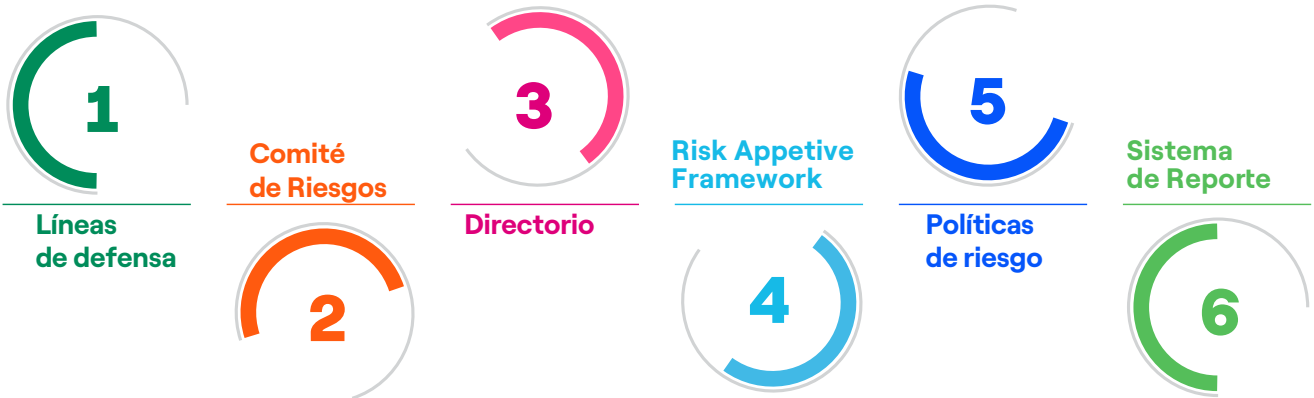 1
Líneas
de defensa
Comité
de Riesgos
2
3
Directorio
Risk Appetive
Framework
4
5
Políticas
de riesgo
Sistema
de Reporte
6